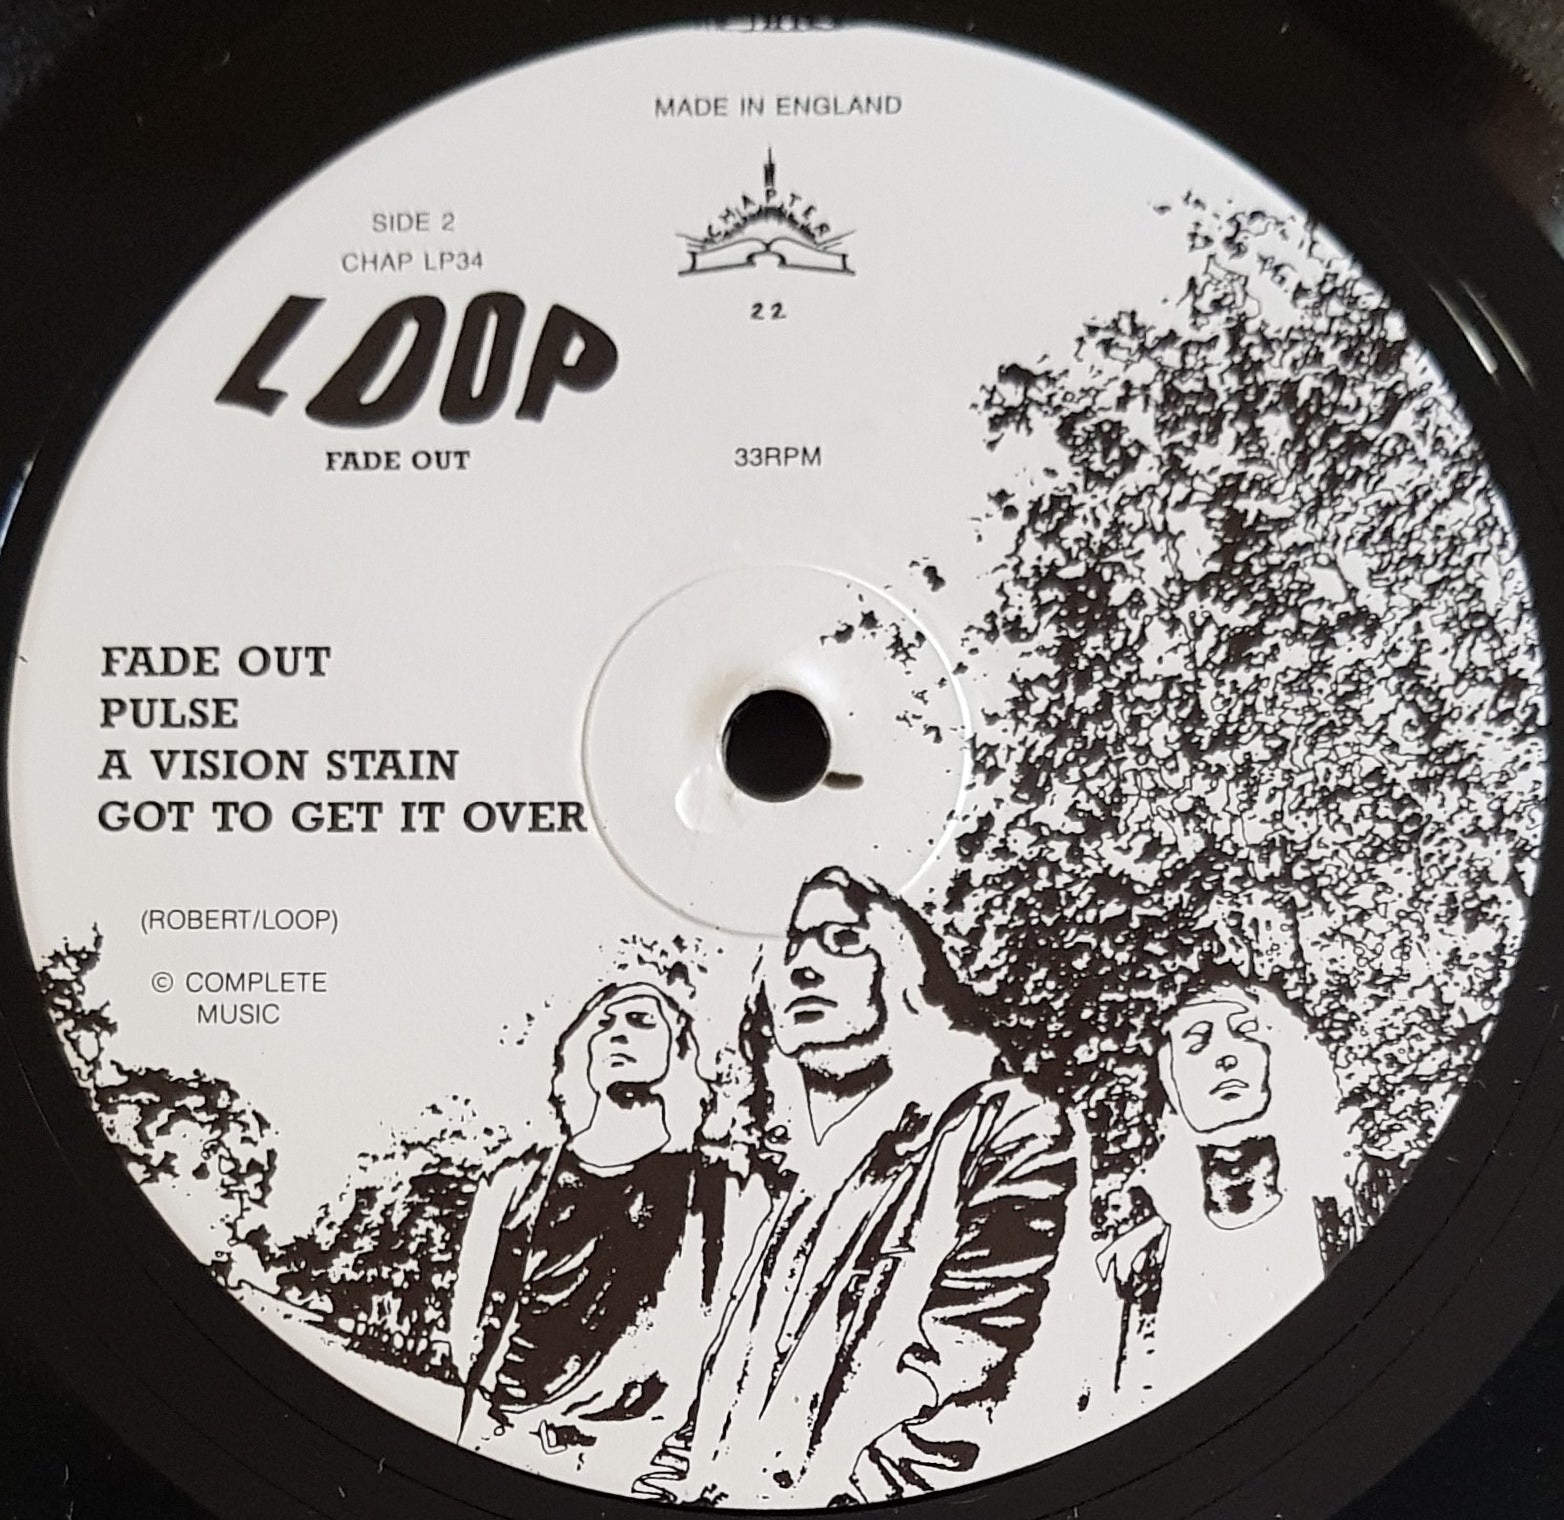 MADE IN ENGLAND
CHAPTER
22
SIDE 2
CHAP LP34
LOOP
FADE OUT
33RPM
FADE OUT
PULSE
A VISION STAIN
GOT TO GET IT OVER
(ROBERT/LOOP)
© COMPLETE
MUSIC